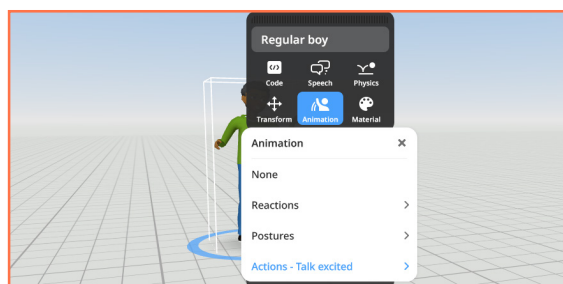 Regular boy
Code Speech Physics
Transform Animation Material
Animation
None
Reactions
Postures
Actions - Talk excited